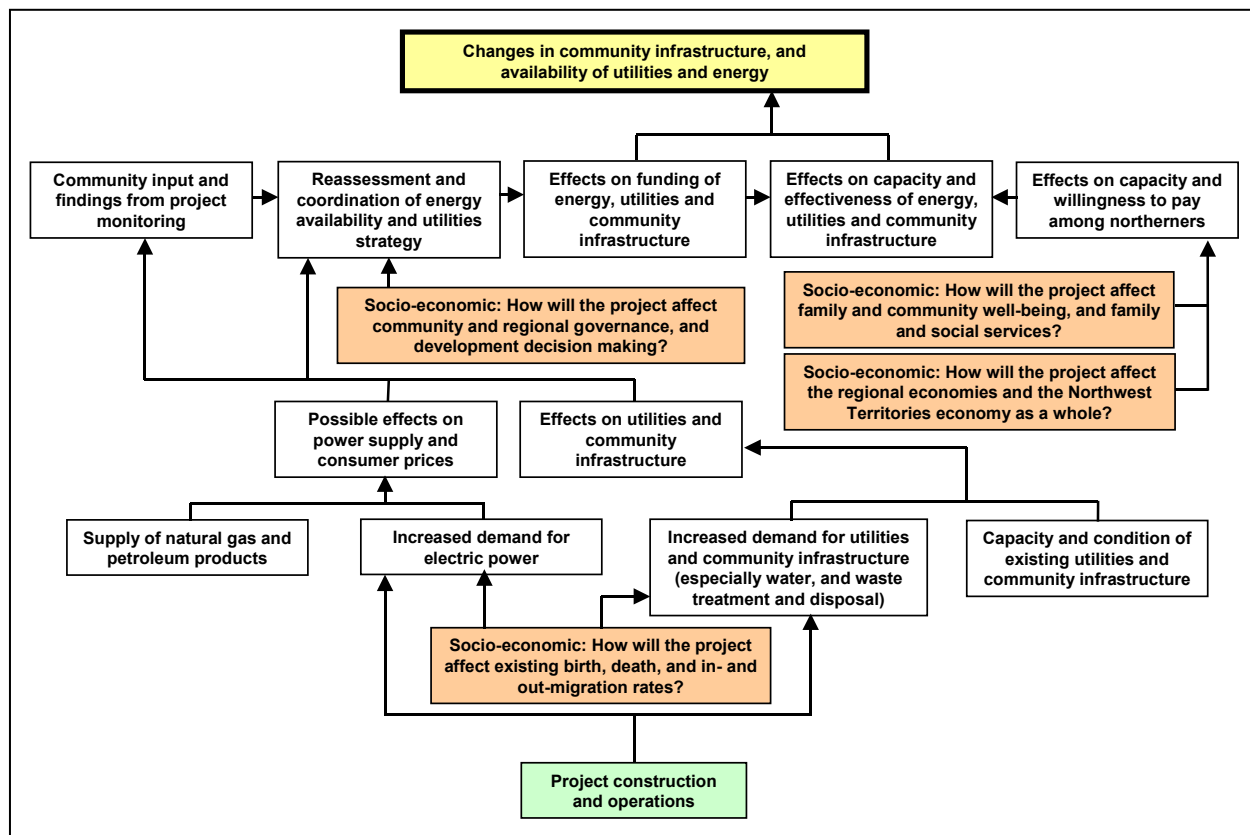 Changes in community infrastructure, and
availability of utilities and energy
Community input and
findings from project
monitoring
Reassessment and
coordination of energy
availability and utilities
strategy
Effects on funding of
energy, utilities and
community
infrastructure
Effects on capacity and
effectiveness of energy,
utilities and community
infrastructure
Effects on capacity and
willingness to pay
among northerners
Socio-economic: How will the project affect
community and regional governance, and
development decision making?
Socio-economic: How will the project affect
family and community well-being, and family
and social services?
Socio-economic: How will the project affect
the regional economies and the Northwest
Territories economy as a whole?
Possible effects on
power supply and
consumer prices
Effects on utilities and
community
infrastructure
Supply of natural gas and
petroleum products
Increased demand for
electric power
Increased demand for utilities
and community infrastructure
(especially water, and waste
treatment and disposal)
Capacity and condition of
existing utilities and
community infrastructure
Socio-economic: How will the project
affect existing birth, death, and in- and
out-migration rates?
Project construction
and operations